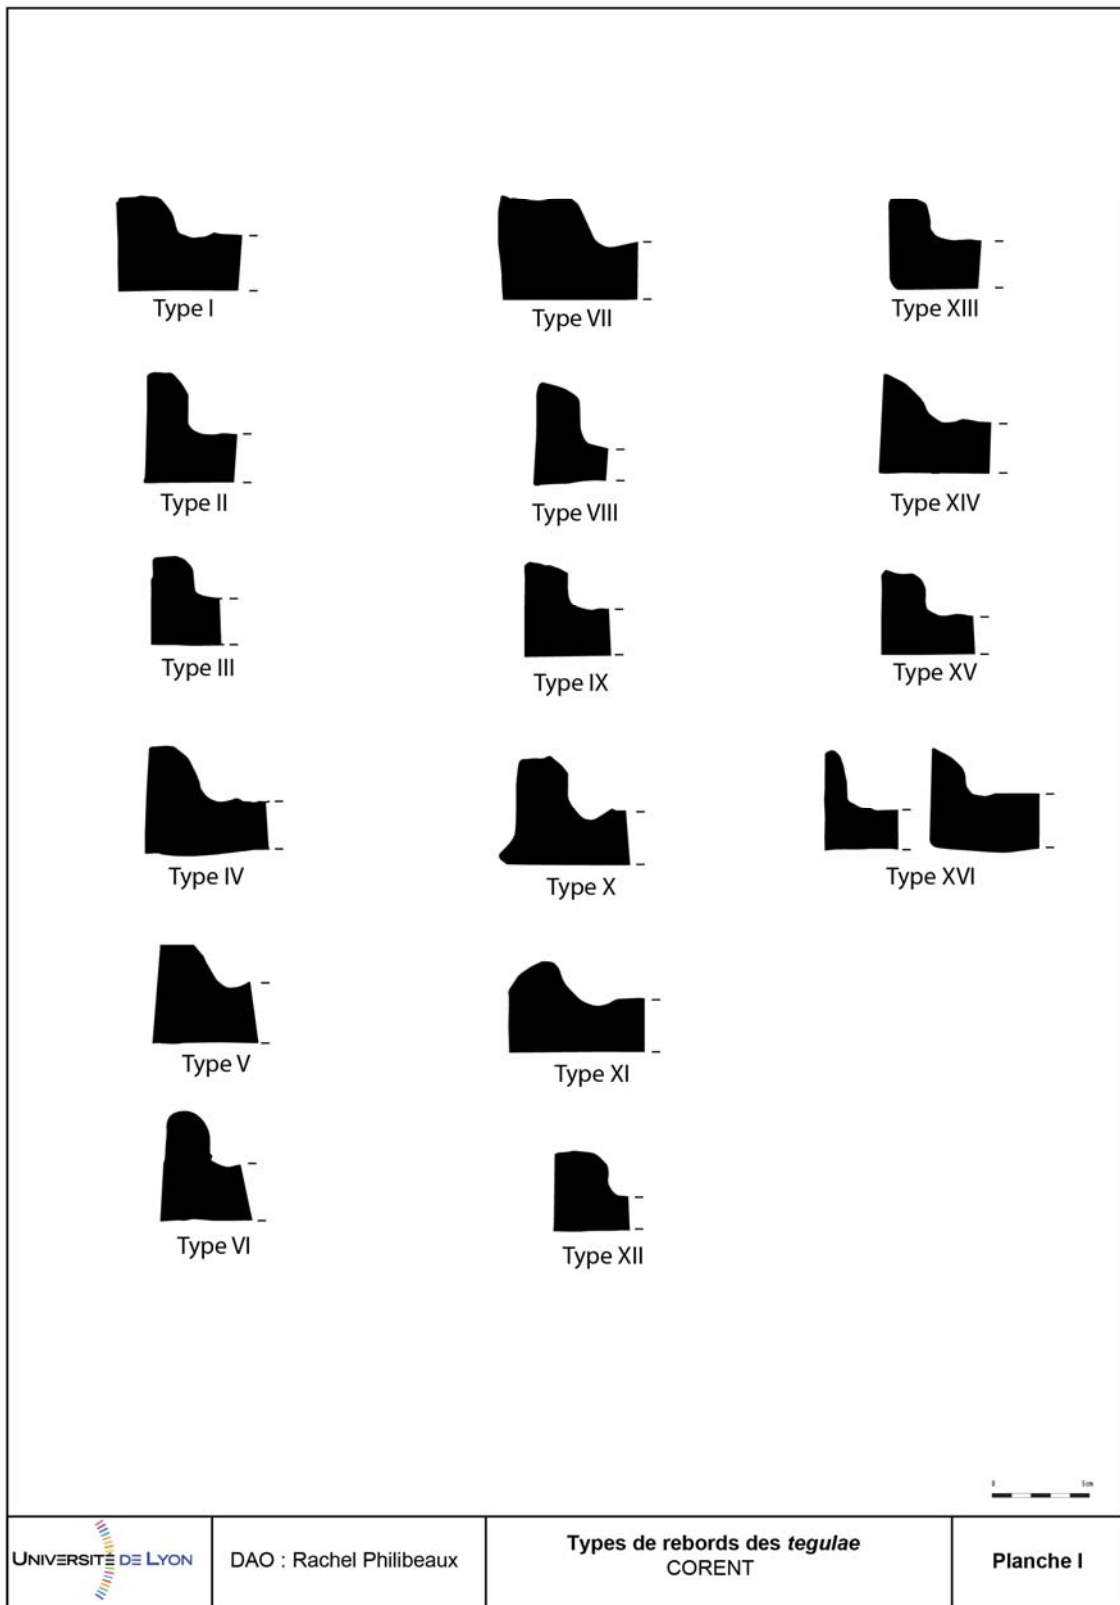 Type I
Type VII
Type XIII
Type II
Type VIII
Type XIV
Type III
Type IX
Type XV
Type IV
Type X
Type XVI
Type V
Type XI
Type VI
Type XII
0 5cm
UNIVERSITÉ DE LYON
DAO : Rachel Philibeaux
Types de rebords des tegulae
CORENT
Planche I